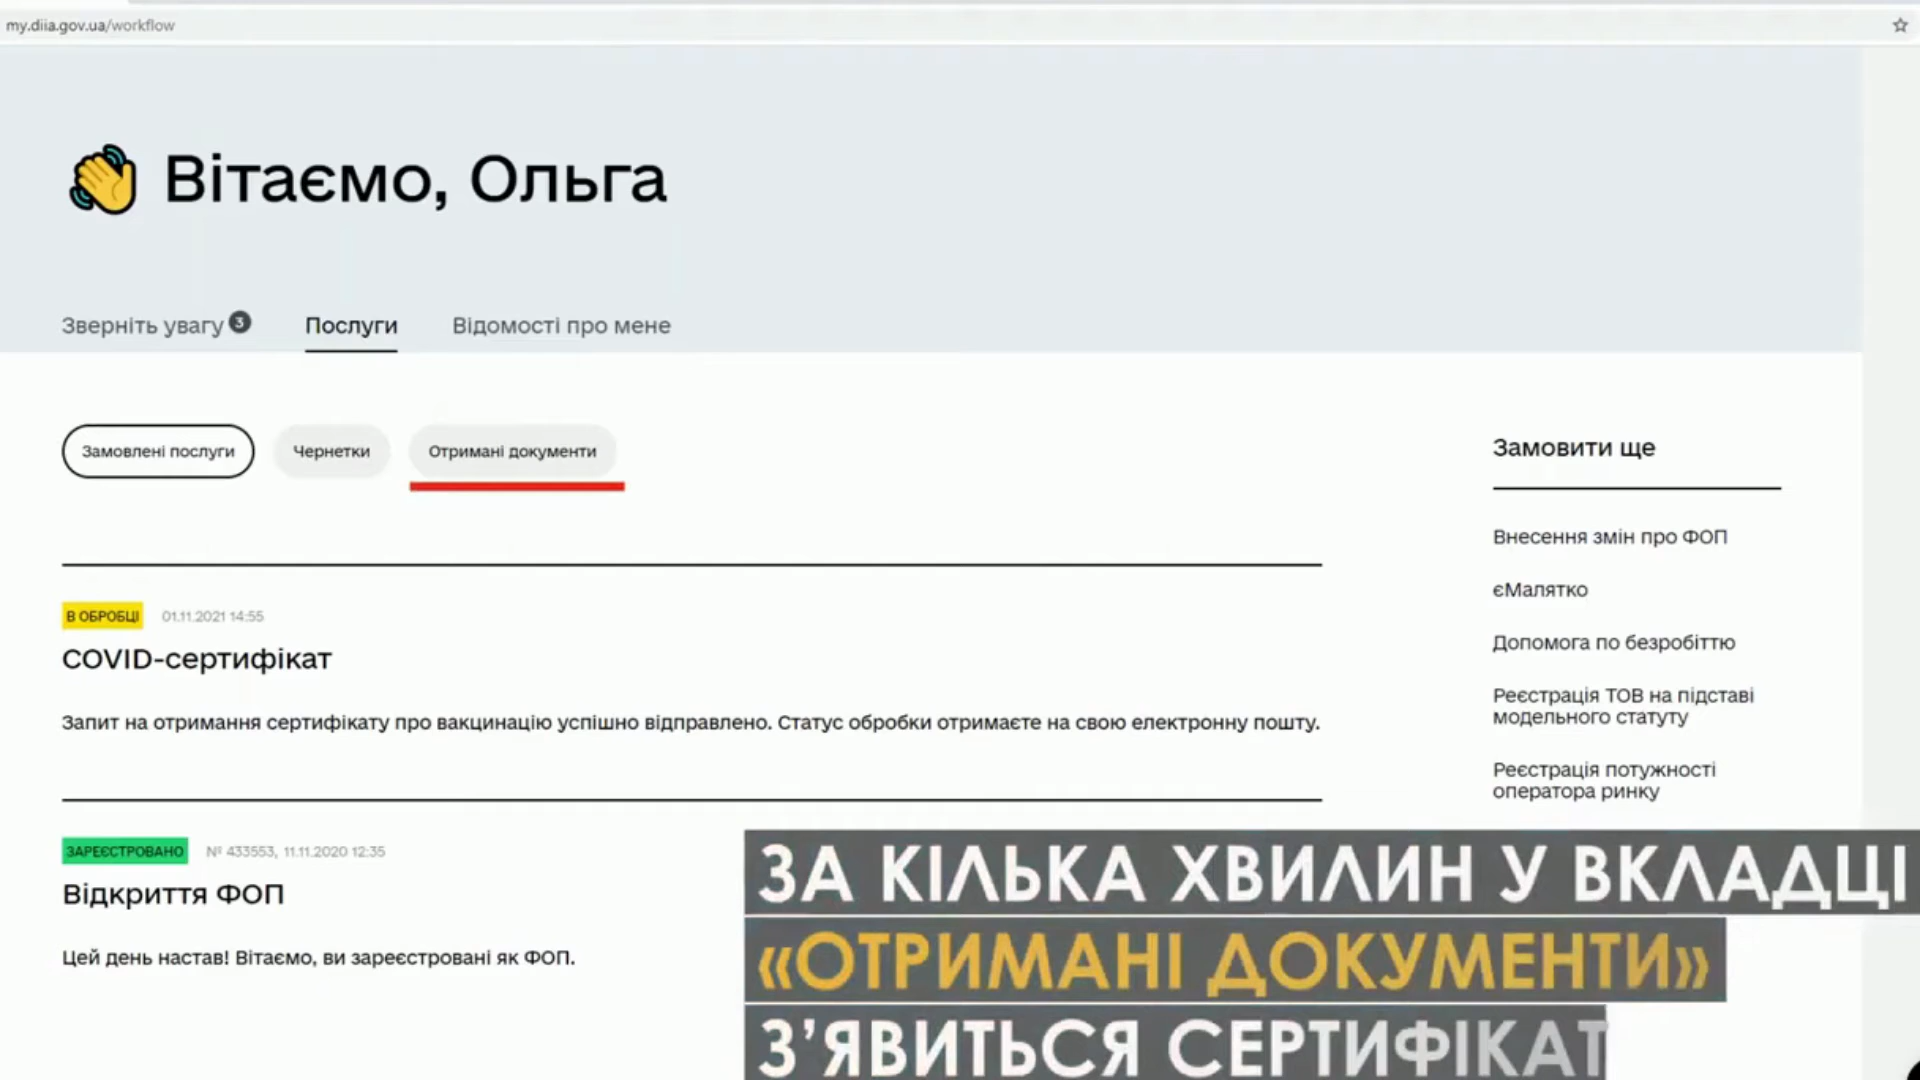 my.diia.gov.ua/workflow
Вітаємо, Ольга
Зверніть увагу 3
Послуги
Відомості про мене
Замовлені послуги
Чернетки
Отримані документи
В ОБРОБЦІ 01.11.2021 14:55
COVID-сертифікат
Запит на отримання сертифікату про вакцинацію успішно відправлено. Статус обробки отримаєте на свою електронну пошту.
ЗАРЕЄСТРОВАНО № 433553, 11.11.2020 12:35
Відкриття ФОП
Цей день настав! Вітаємо, ви зареєстровані як ФОП.
Замовити ще
Внесення змін про ФОП
єМалятко
Допомога по безробіттю
Реєстрація ТОВ на підставі
модельного статуту
Реєстрація потужності
оператора ринку
ЗА КІЛЬКА ХВИЛИН У ВКЛАДЦІ
«ОТРИМАНІ ДОКУМЕНТИ»
З’ЯВИТЬСЯ СЕРТИФІКАТ